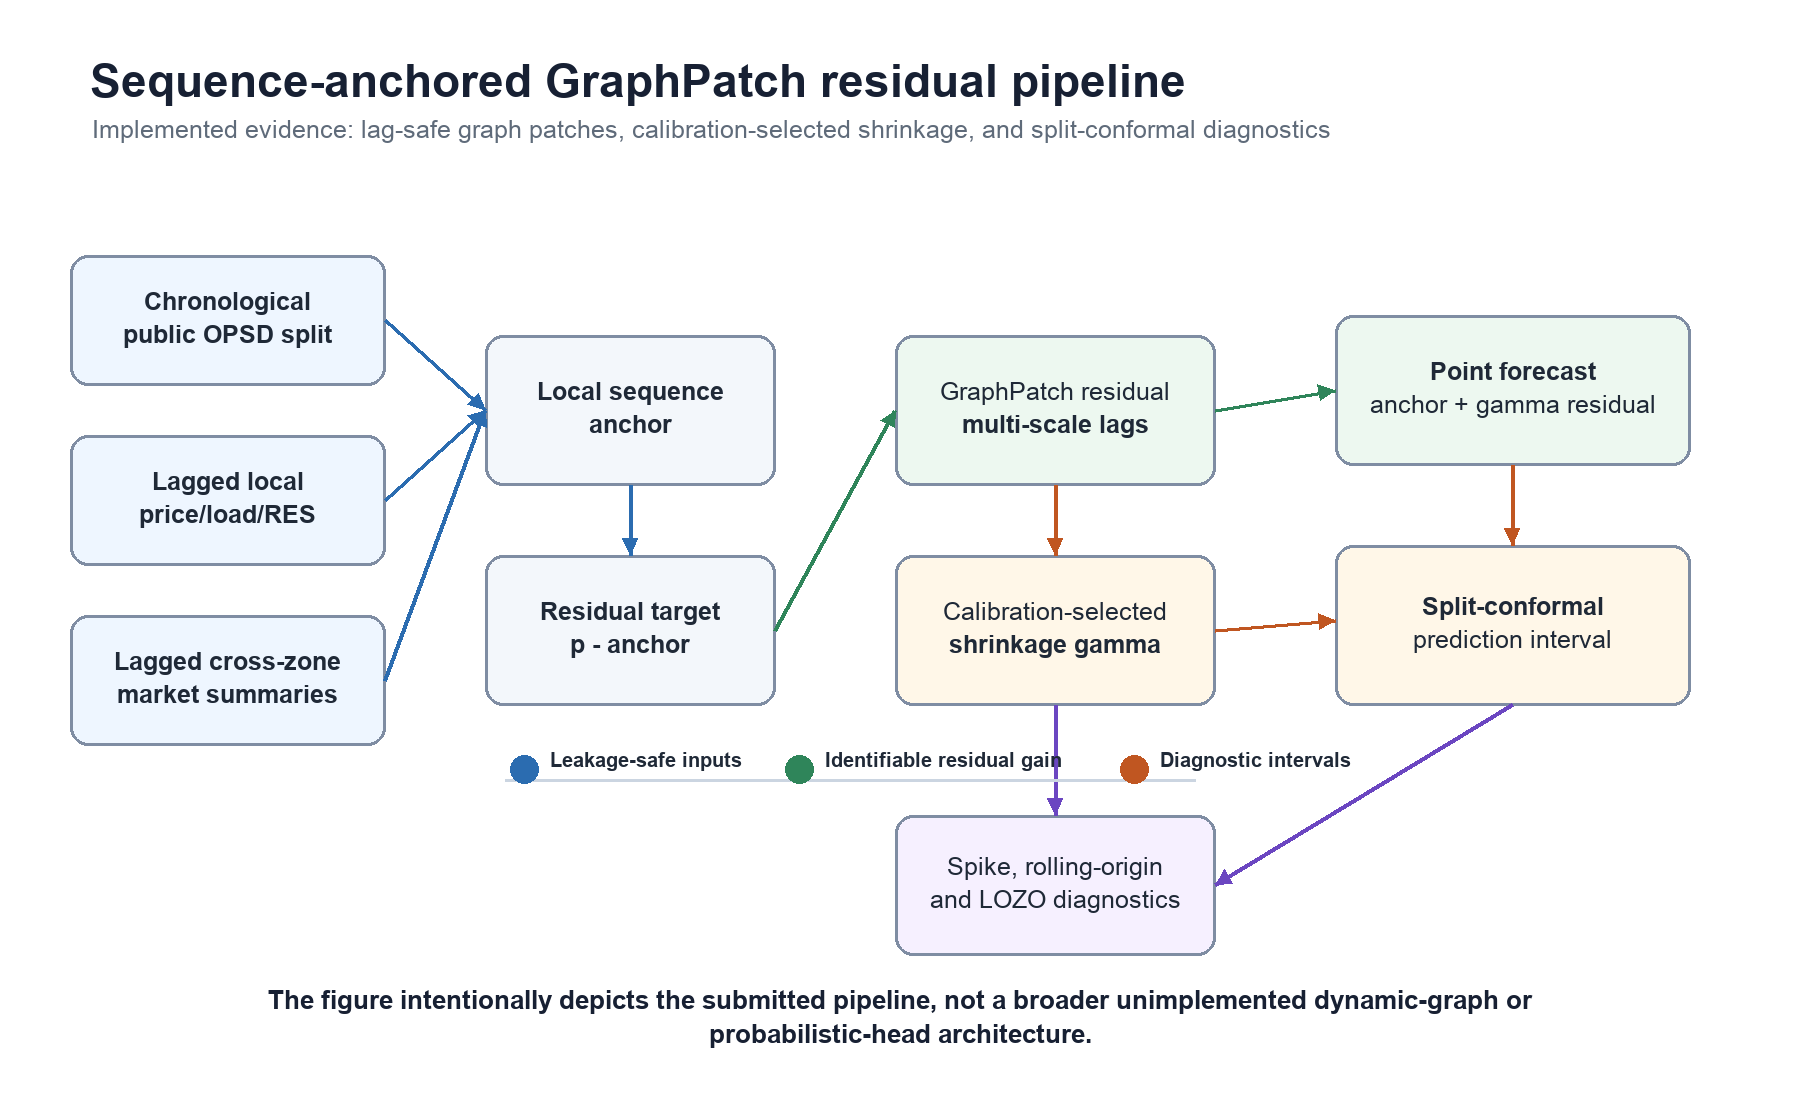 Sequence-anchored GraphPatch residual pipeline
Implemented evidence: lag-safe graph patches, calibration-selected shrinkage, and split-conformal diagnostics
Chronological
public OPSD split
Lagged local
price/load/RES
Lagged cross-zone
market summaries
Local sequence
anchor
Residual target
p - anchor
GraphPatch residual
multi-scale lags
Calibration-selected
shrinkage gamma
Point forecast
anchor + gamma residual
Split-conformal
prediction interval
Leakage-safe inputs
Identifiable residual gain
Diagnostic intervals
Spike, rolling-origin
and LOZO diagnostics
The figure intentionally depicts the submitted pipeline, not a broader unimplemented dynamic-graph or
probabilistic-head architecture.